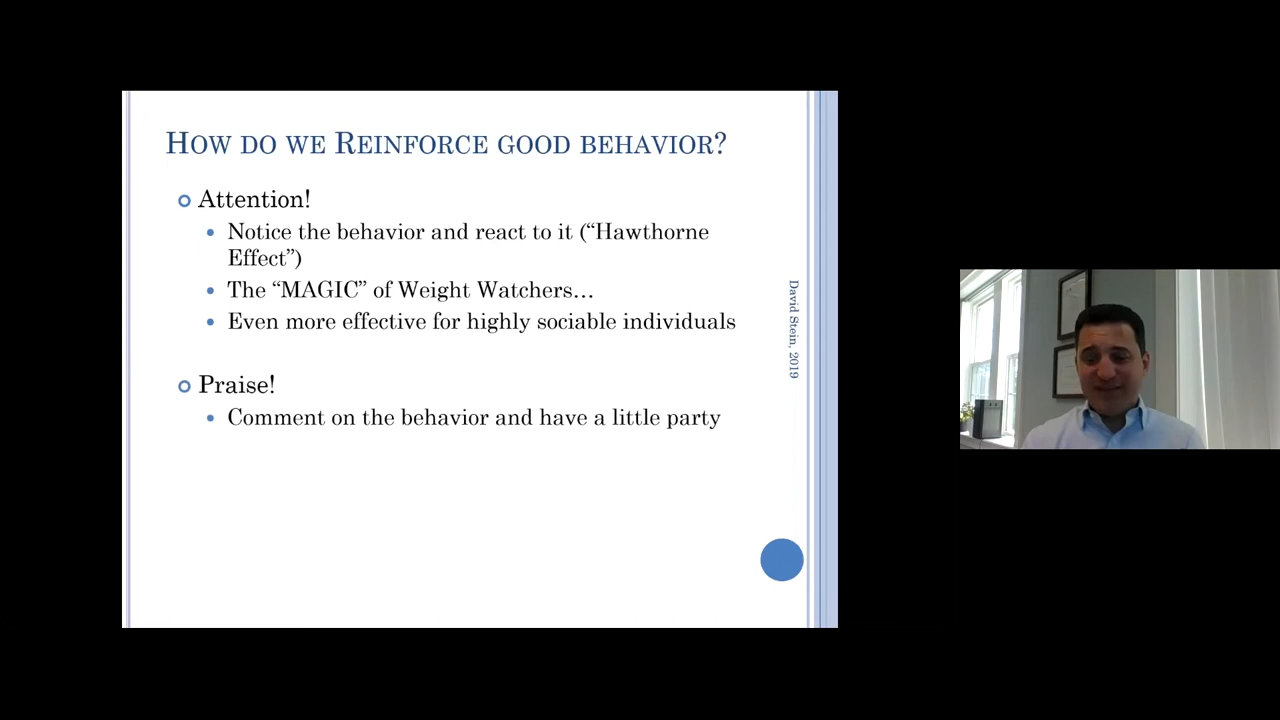 HOW DO WE REINFORCE GOOD BEHAVIOR?
Attention!
Notice the behavior and react to it (“Hawthorne
Effect”)
The “MAGIC” of Weight Watchers…
Even more effective for highly sociable individuals
Praise!
Comment on the behavior and have a little party
David Stein, 2019